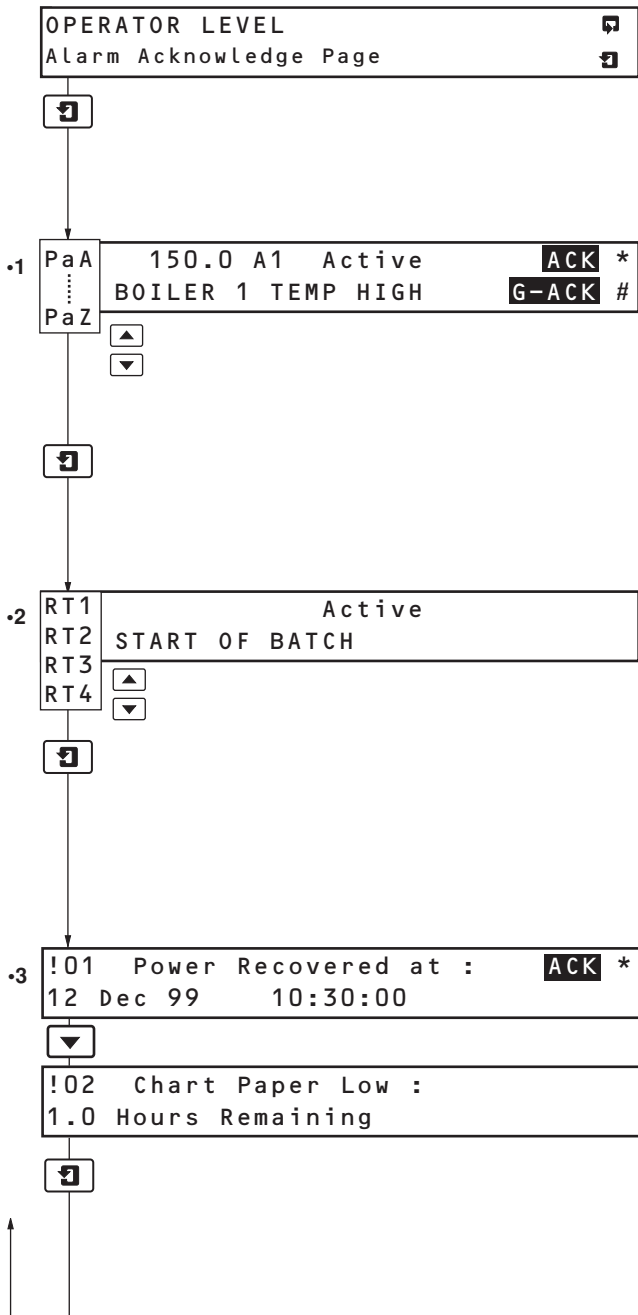 OPERATOR LEVEL
Alarm Acknowledge Page
•1
PaA
150.0 A1 Active ACK *
BOILER 1 TEMP HIGH G-ACK #
PaZ
•2
RT1
Active
RT2
START OF BATCH
RT3
RT4
•3
!01 Power Recovered at : ACK *
12 Dec 99 10:30:00
!02 Chart Paper Low :
1.0 Hours Remaining